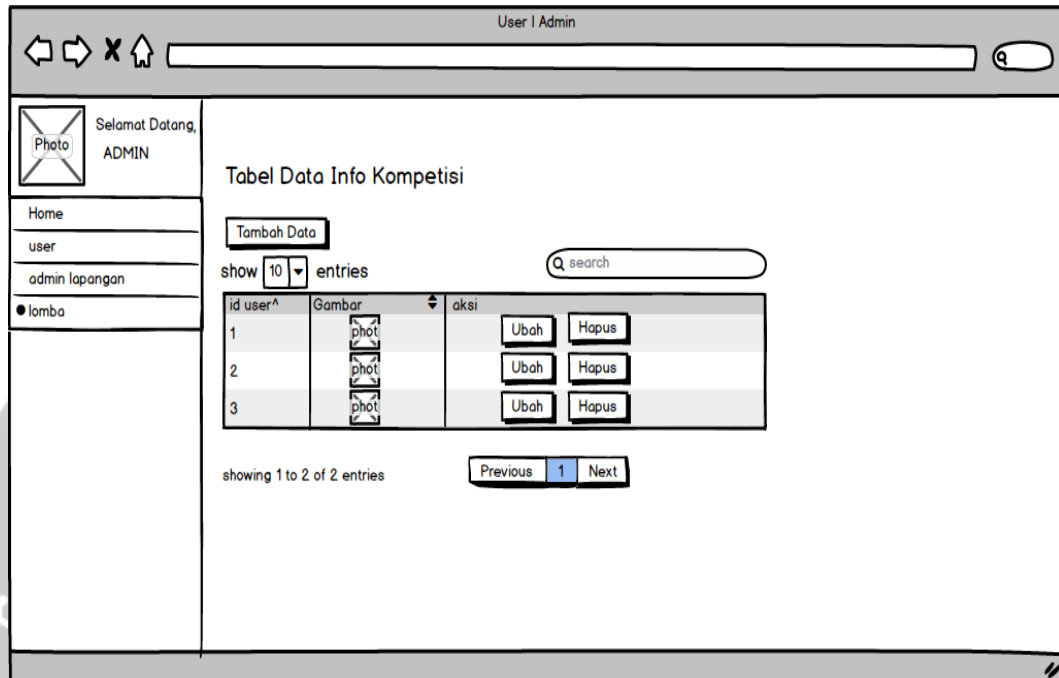 User | Admin
Selamat Datang,
ADMIN
Photo
Home
user
admin lapangan
lomba
Tabel Data Info Kompetisi
Tambah Data
show 10 entries
search
id user^ Gambar aksi
1 phot Ubah Hapus
2 phot Ubah Hapus
3 phot Ubah Hapus
showing 1 to 2 of 2 entries
Previous 1 Next